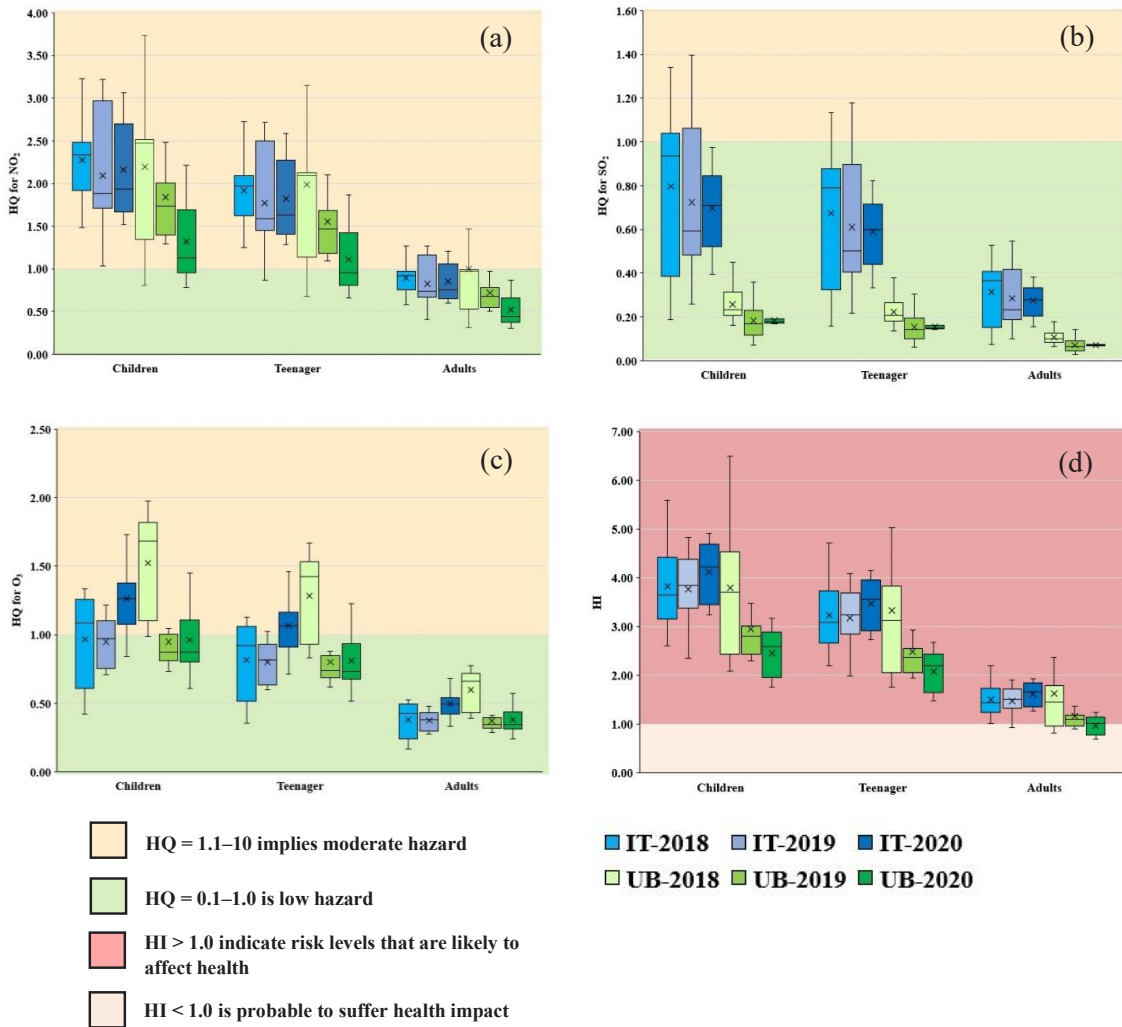 (a)
HQ for NO2
4.00
3.50
3.00
2.50
2.00
1.50
1.00
0.50
0.00
Children Teenager Adults
(b)
HQ for SO2
1.60
1.40
1.20
1.00
0.80
0.60
0.40
0.20
0.00
Children Teenager Adults
(c)
HQ for O3
2.50
2.00
1.50
1.00
0.50
0.00
Children Teenager Adults
(d)
HI
7.00
6.00
5.00
4.00
3.00
2.00
1.00
0.00
Children Teenager Adults
HQ = 1.1–10 implies moderate hazard
HQ = 0.1–1.0 is low hazard
HI > 1.0 indicate risk levels that are likely to
affect health
HI < 1.0 is probable to suffer health impact
IT-2018 IT-2019 IT-2020
UB-2018 UB-2019 UB-2020